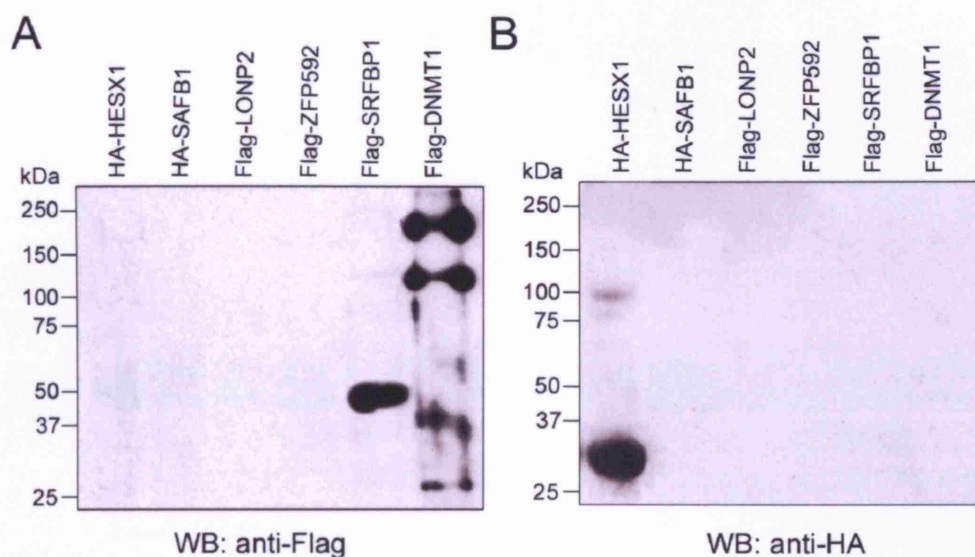 A
HA-HESX1
HA-SAFB1
Flag-LONP2
Flag-ZFP592
Flag-SRFBP1
Flag-DNMT1
kDa
250
150
100
75
50
37
25
WB: anti-Flag
B
HA-HESX1
HA-SAFB1
Flag-LONP2
Flag-ZFP592
Flag-SRFBP1
Flag-DNMT1
kDa
250
150
100
75
50
37
25
WB: anti-HA